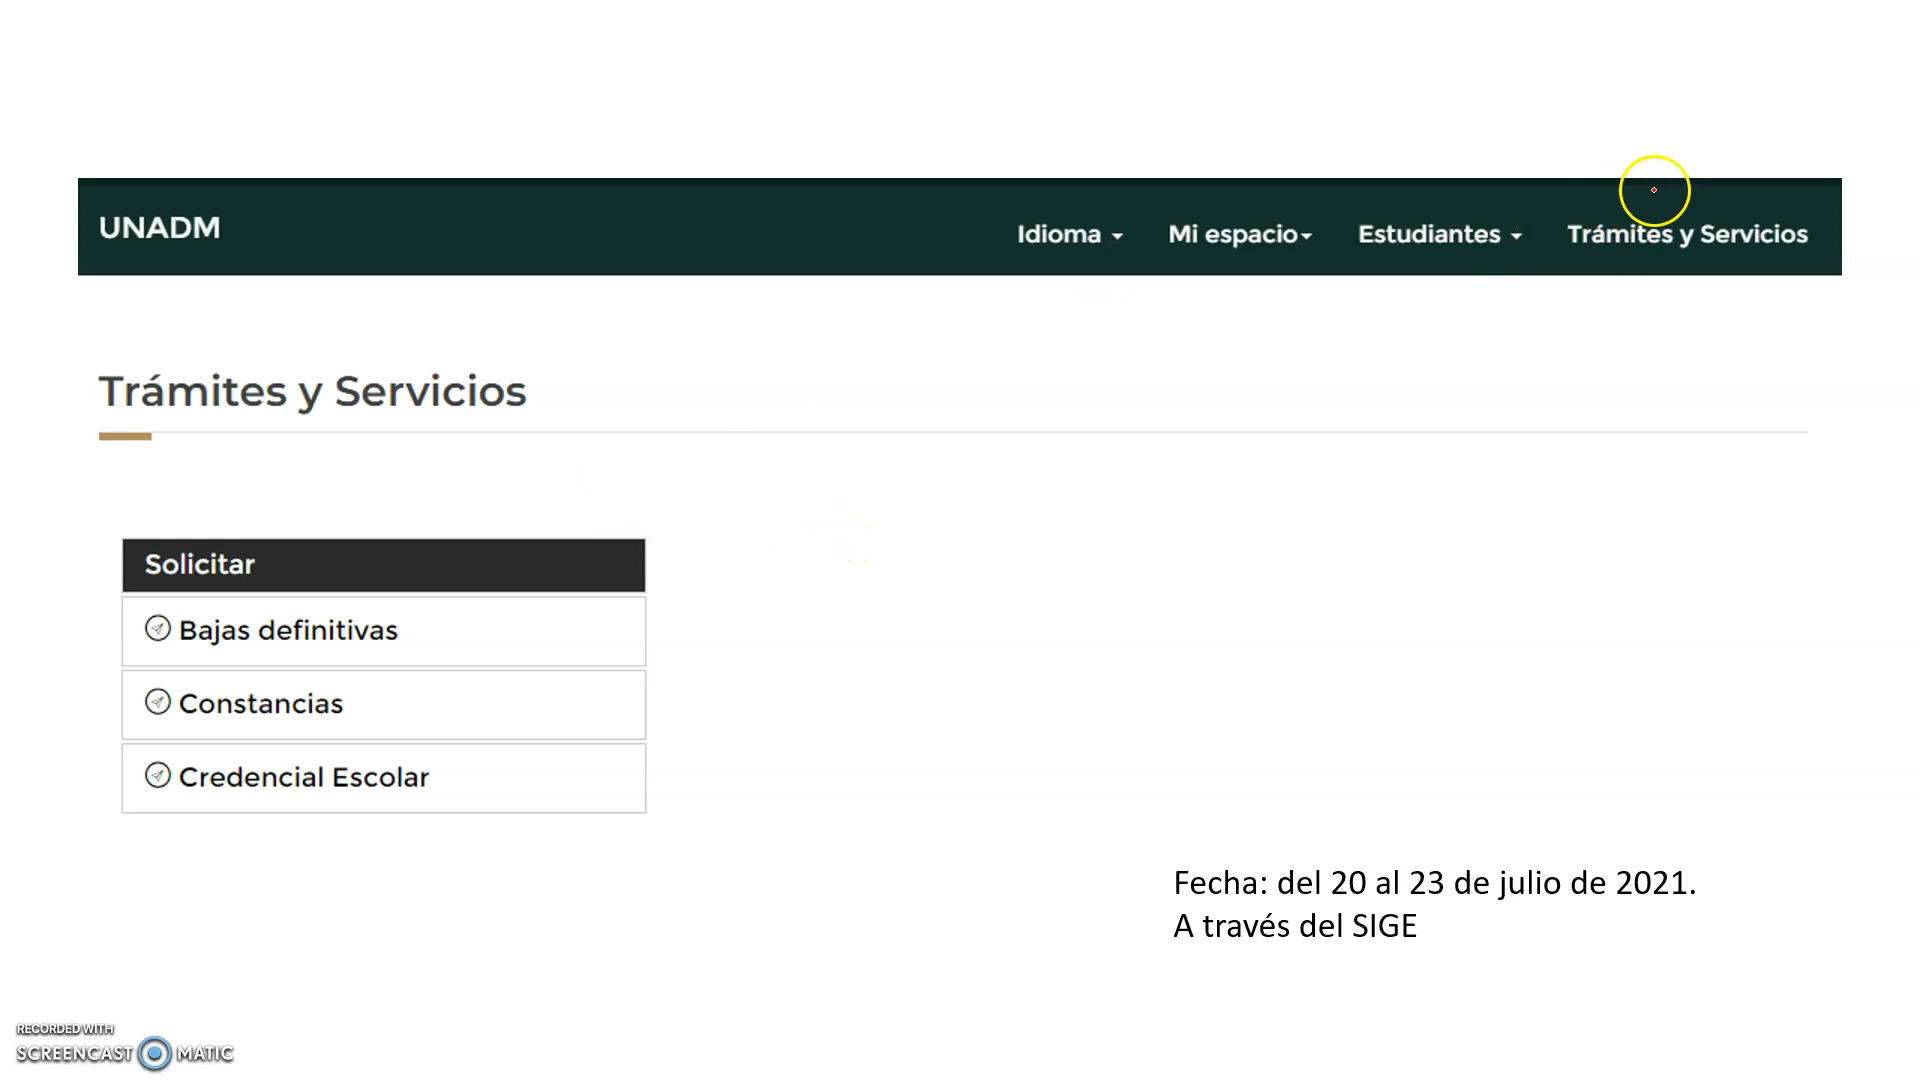 UNADM
Idioma Mi espacio Estudiantes Trámites y Servicios
Trámites y Servicios
Solicitar
Bajas definitivas
Constancias
Credencial Escolar
Fecha: del 20 al 23 de julio de 2021.
A través del SIGE
RECORDED WITH
SCREENCAST MATIC